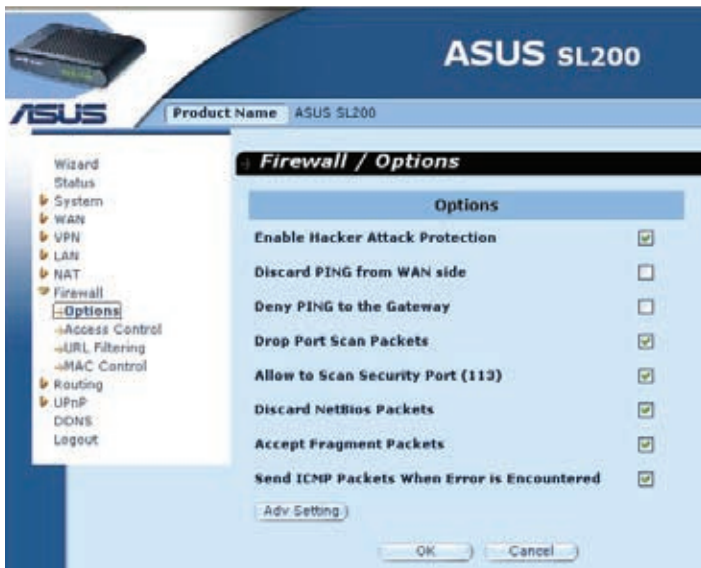 ASUS SL200
ASUS
Product Name ASUS SL200
Wizard
Status
System
WAN
VPN
LAN
NAT
Firewall
Options
Access Control
URL Filtering
MAC Control
Routing
UPnP
DDNS
Logout
Firewall / Options
Options
Enable Hacker Attack Protection
Discard PING from WAN side
Deny PING to the Gateway
Drop Port Scan Packets
Allow to Scan Security Port (113)
Discard NetBios Packets
Accept Fragment Packets
Send ICMP Packets When Error is Encountered
Adv Setting
OK Cancel